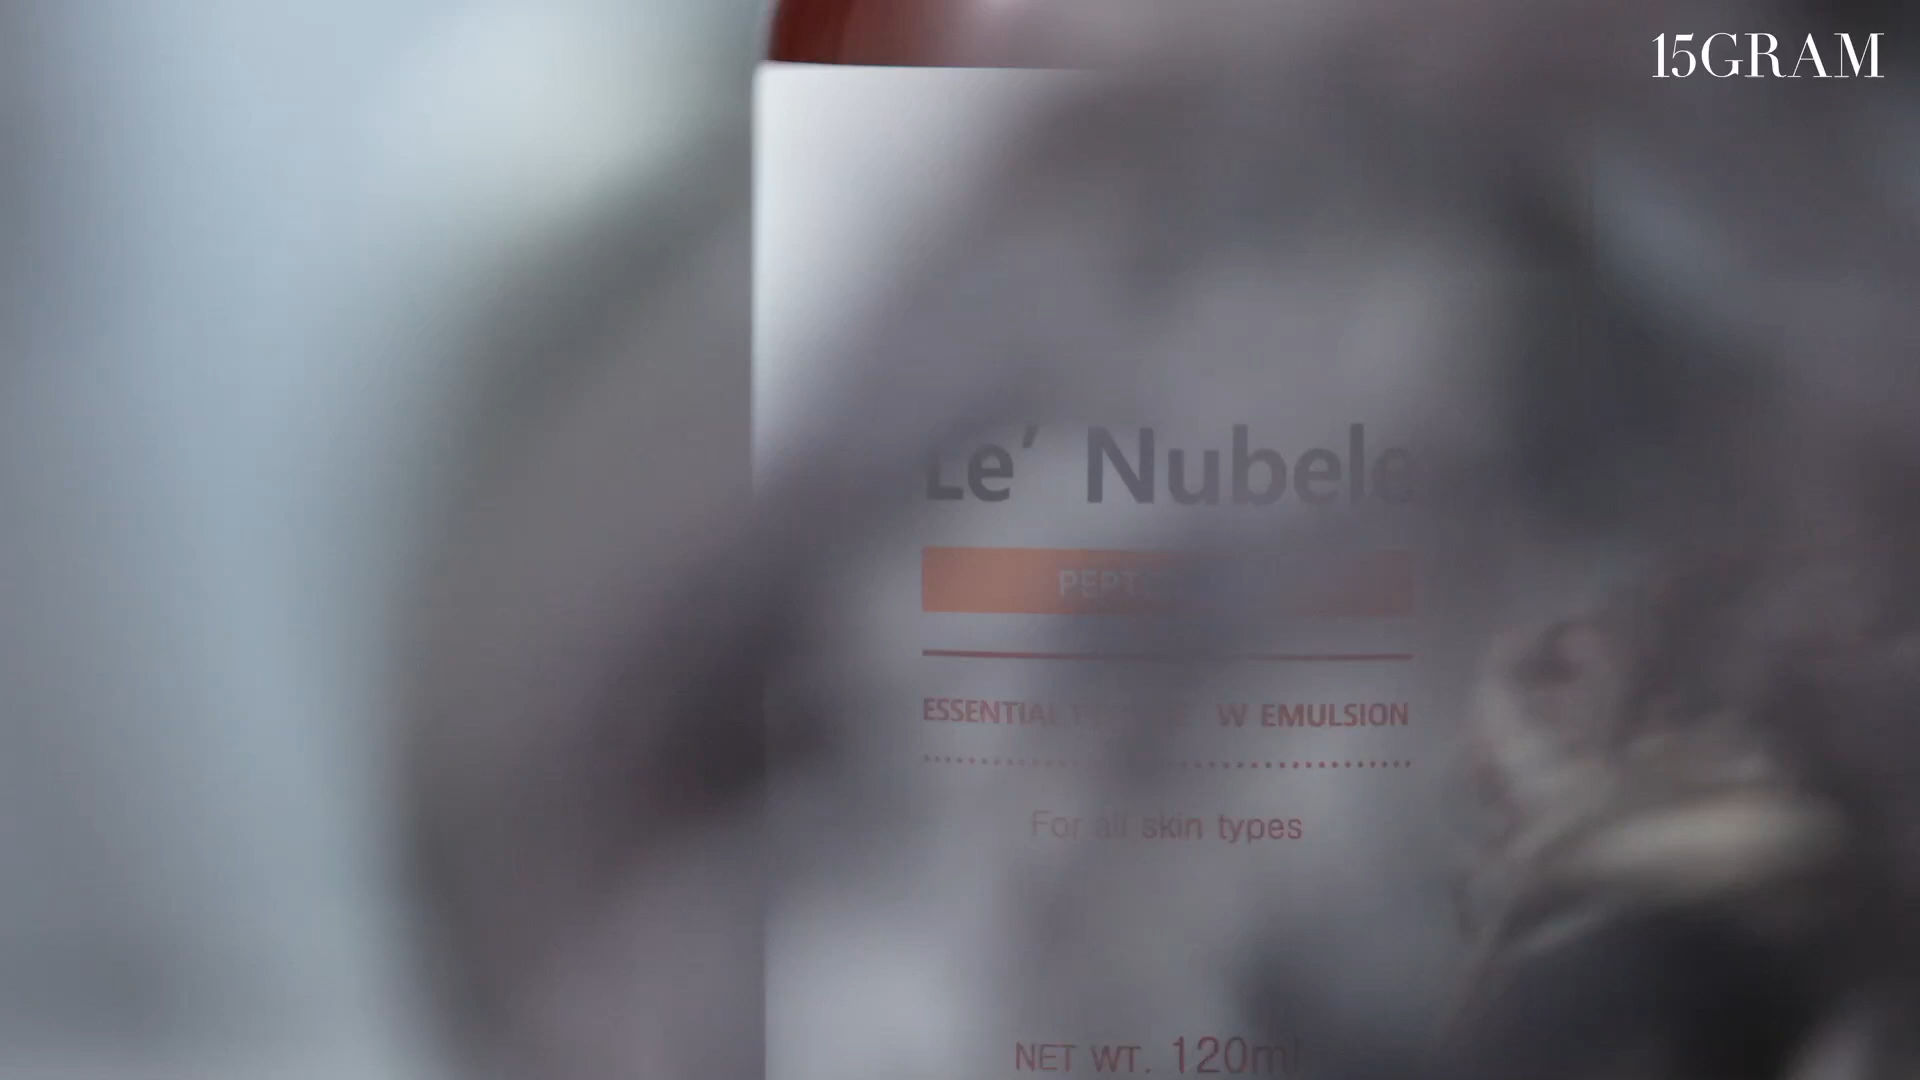 15GRAM
Le' Nubele
ESSENTIAL W EMULSION
For all skin types
NET WT. 120ml